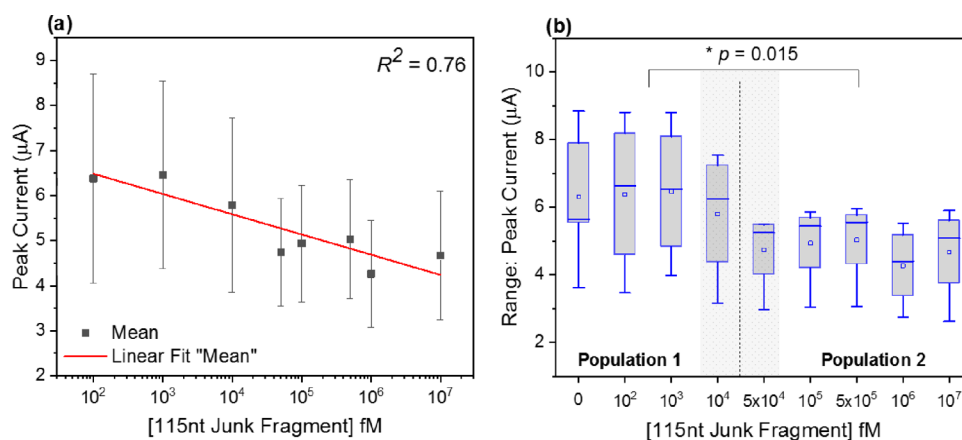 (a)
R² = 0.76
Peak Current (µA)
9
8
7
6
5
4
3
2
Mean
Linear Fit "Mean"
10² 10³ 10⁴ 10⁵ 10⁶ 10⁷
[115nt Junk Fragment] fM
(b)
* p = 0.015
Range: Peak Current (µA)
10
8
6
4
2
Population 1
Population 2
0 10² 10³ 10⁴ 5x10⁴ 10⁵ 5x10⁵ 10⁶ 10⁷
[115nt Junk Fragment] fM